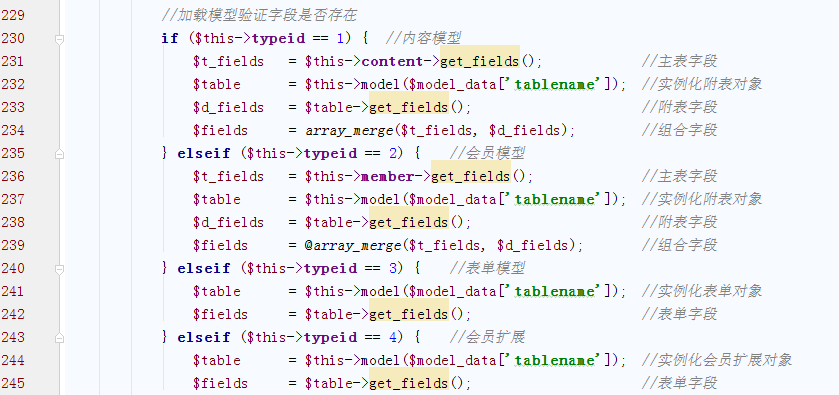 229 //加载模型验证字段是否存在
230 if ($this->typeid == 1) { //内容模型
231 $t_fields = $this->content->get_fields(); //主表字段
232 $table = $this->model($model_data['tablename']); //实例化附表对象
233 $d_fields = $table->get_fields(); //附表字段
234 $fields = array_merge($t_fields, $d_fields); //组合字段
235 } elseif ($this->typeid == 2) { //会员模型
236 $t_fields = $this->member->get_fields(); //主表字段
237 $table = $this->model($model_data['tablename']); //实例化附表对象
238 $d_fields = $table->get_fields(); //附表字段
239 $fields = @array_merge($t_fields, $d_fields); //组合字段
240 } elseif ($this->typeid == 3) { //表单模型
241 $table = $this->model($model_data['tablename']); //实例化表单对象
242 $fields = $table->get_fields(); //表单字段
243 } elseif ($this->typeid == 4) { //会员扩展
244 $table = $this->model($model_data['tablename']); //实例化会员扩展对象
245 $fields = $table->get_fields(); //表单字段